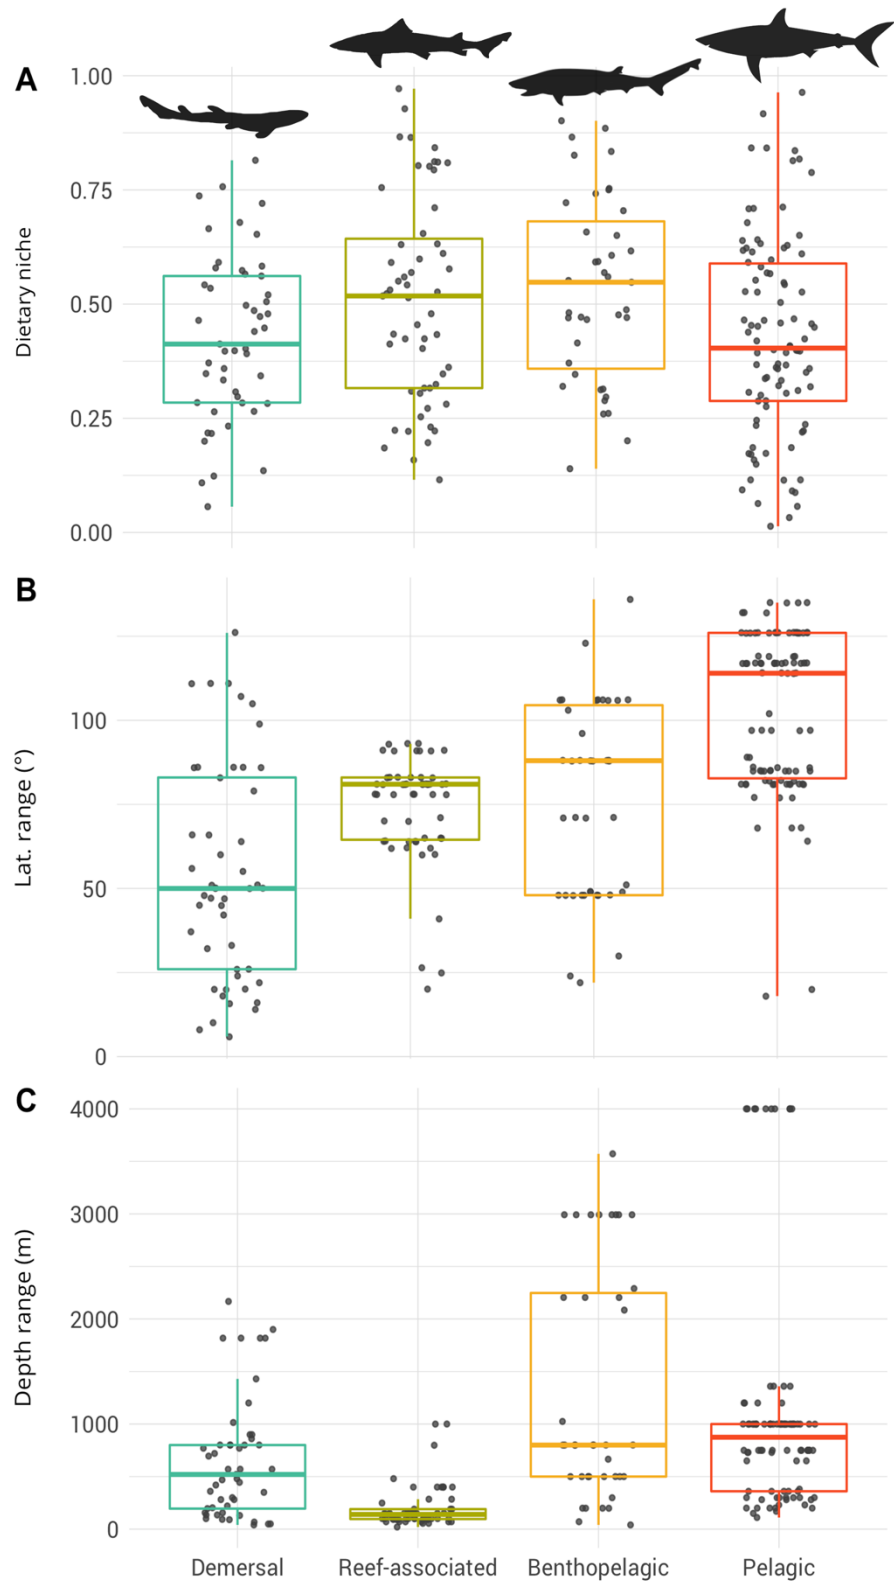 A
1.00
0.75
0.50
0.25
0.00
Dietary niche
B
100
50
0
Lat. range (°)
C
4000
3000
2000
1000
0
Depth range (m)
Demersal Reef-associated Benthopelagic Pelagic